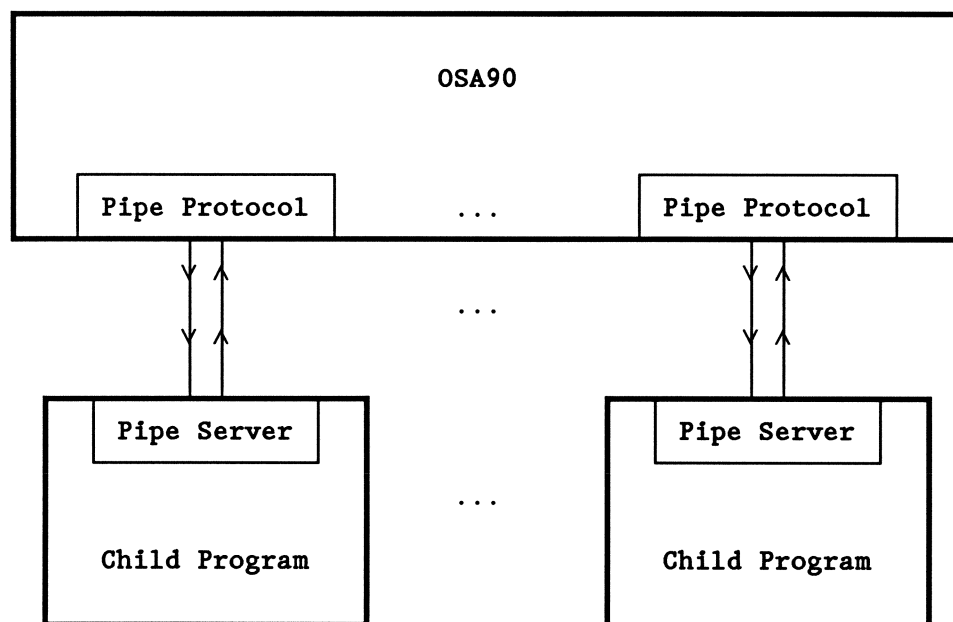 OSA90
Pipe Protocol ... Pipe Protocol
...
Pipe Server Pipe Server
...
Child Program Child Program